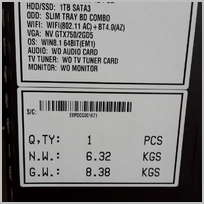 HDD/SSD: 1TB SATA3
ODD: SLIM TRAY BD COMBO
WIFI: WIFI(802.11 AC)+BT4.0(AZ)
VGA: NV GTX750/2GD5
OS: WIN8.1 64BIT(EM1)
AUDIO: WO AUDIO CARD
TV TUNER: WO TV TUNER CARD
MONITOR: WO MONITOR
S/C:
Q,TY: 1 PCS
N.W.: 6.32 KGS
G.W.: 8.38 KGS